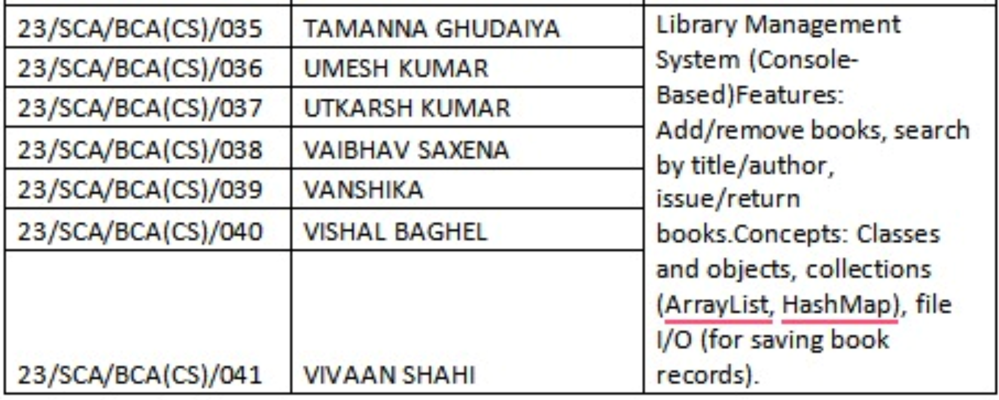 23/SCA/BCA(CS)/035 TAMANNA GHUDAIYA
23/SCA/BCA(CS)/036 UMESH KUMAR
23/SCA/BCA(CS)/037 UTKARSH KUMAR
23/SCA/BCA(CS)/038 VAIBHAV SAXENA
23/SCA/BCA(CS)/039 VANSHIKA
23/SCA/BCA(CS)/040 VISHAL BAGHEL
23/SCA/BCA(CS)/041 VIVAAN SHAHI
Library Management
System (Console-
Based)Features:
Add/remove books, search
by title/author,
issue/return
books.Concepts: Classes
and objects, collections
(ArrayList, HashMap), file
I/O (for saving book
records).